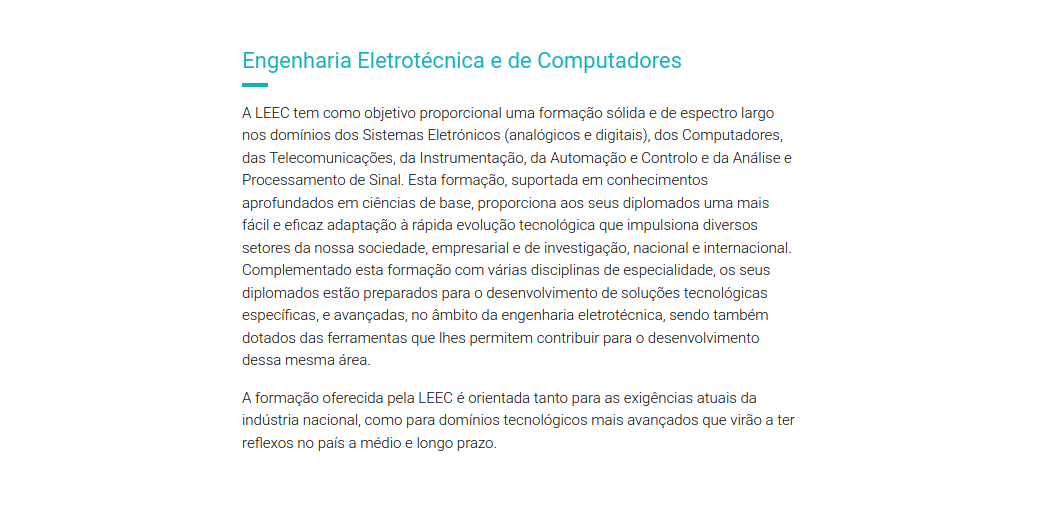 Engenharia Eletrotécnica e de Computadores
A LEEC tem como objetivo proporcional uma formação sólida e de espectro largo
nos domínios dos Sistemas Eletrónicos (analógicos e digitais), dos Computadores,
das Telecomunicações, da Instrumentação, da Automação e Controlo e da Análise e
Processamento de Sinal. Esta formação, suportada em conhecimentos
aprofundados em ciências de base, proporciona aos seus diplomados uma mais
fácil e eficaz adaptação à rápida evolução tecnológica que impulsiona diversos
setores da nossa sociedade, empresarial e de investigação, nacional e internacional.
Complementado esta formação com várias disciplinas de especialidade, os seus
diplomados estão preparados para o desenvolvimento de soluções tecnológicas
específicas, e avançadas, no âmbito da engenharia eletrotécnica, sendo também
dotados das ferramentas que lhes permitem contribuir para o desenvolvimento
dessa mesma área.
A formação oferecida pela LEEC é orientada tanto para as exigências atuais da
indústria nacional, como para domínios tecnológicos mais avançados que virão a ter
reflexos no país a médio e longo prazo.